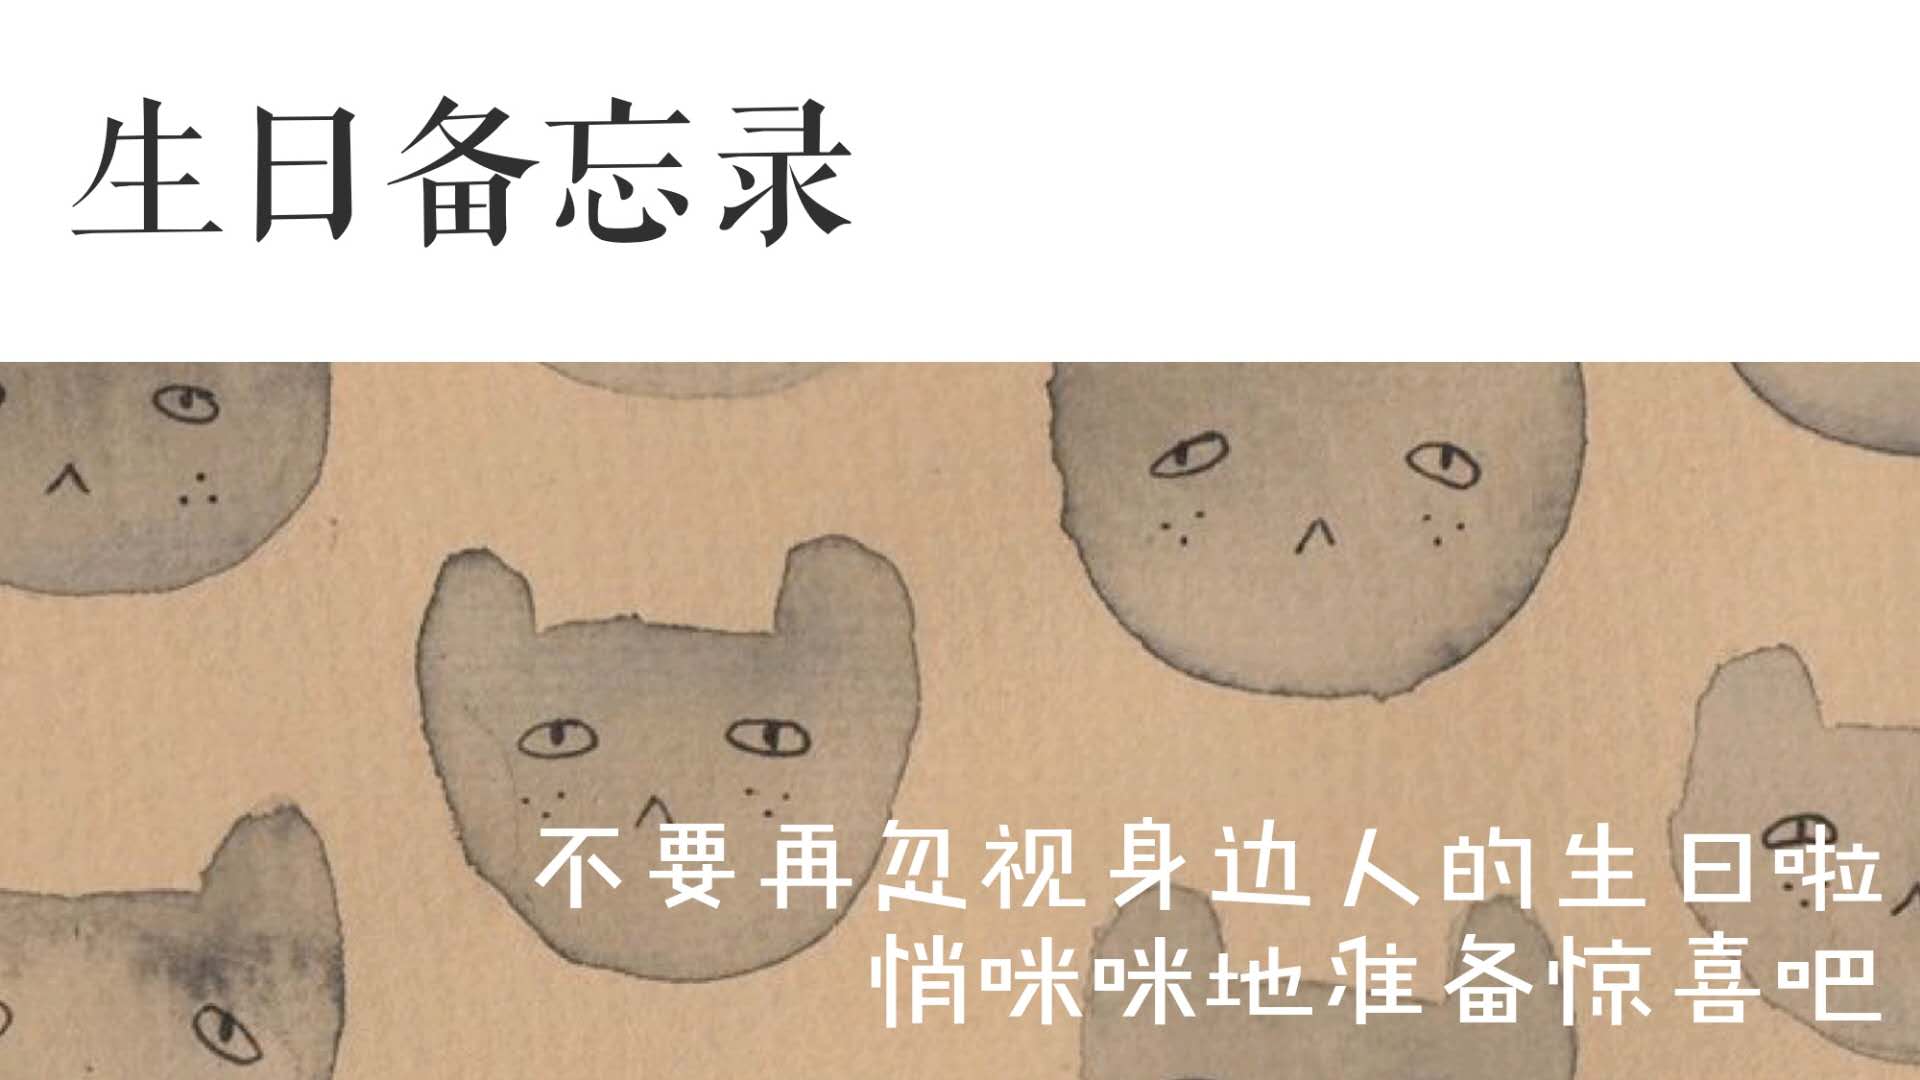 生日备忘录
不要再忽视身边人的生日啦
悄咪咪地准备惊喜吧